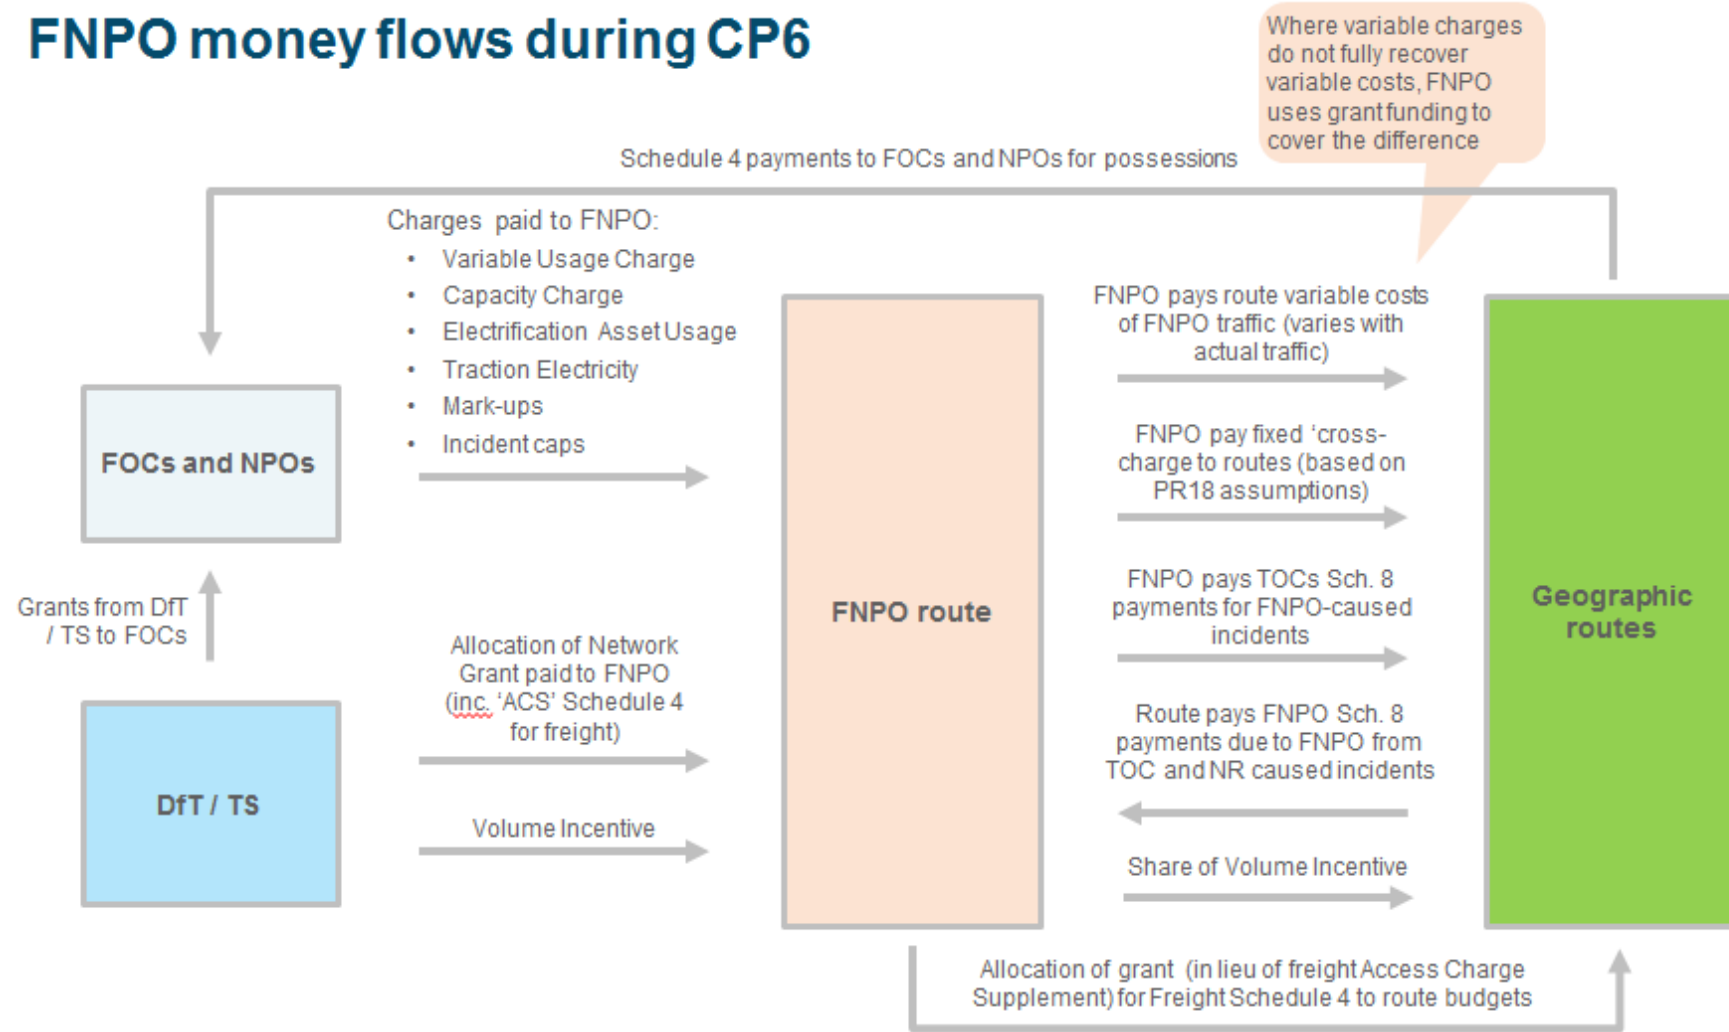 FNPO money flows during CP6
Where variable charges
do not fully recover
variable costs, FNPO
uses grant funding to
cover the difference
Schedule 4 payments to FOCs and NPOs for possessions
Charges paid to FNPO:
• Variable Usage Charge
• Capacity Charge
• Electrification Asset Usage
• Traction Electricity
• Mark-ups
• Incident caps
FOCs and NPOs
Grants from DfT
/ TS to FOCs
DfT / TS
Allocation of Network
Grant paid to FNPO
(inc. ‘ACS’ Schedule 4
for freight)
Volume Incentive
FNPO route
FNPO pays route variable costs
of FNPO traffic (varies with
actual traffic)
FNPO pay fixed ‘cross-
charge to routes (based on
PR18 assumptions)
FNPO pays TOCs Sch. 8
payments for FNPO-caused
incidents
Route pays FNPO Sch. 8
payments due to FNPO from
TOC and NR caused incidents
Share of Volume Incentive
Geographic
routes
Allocation of grant (in lieu of freight Access Charge
Supplement) for Freight Schedule 4 to route budgets